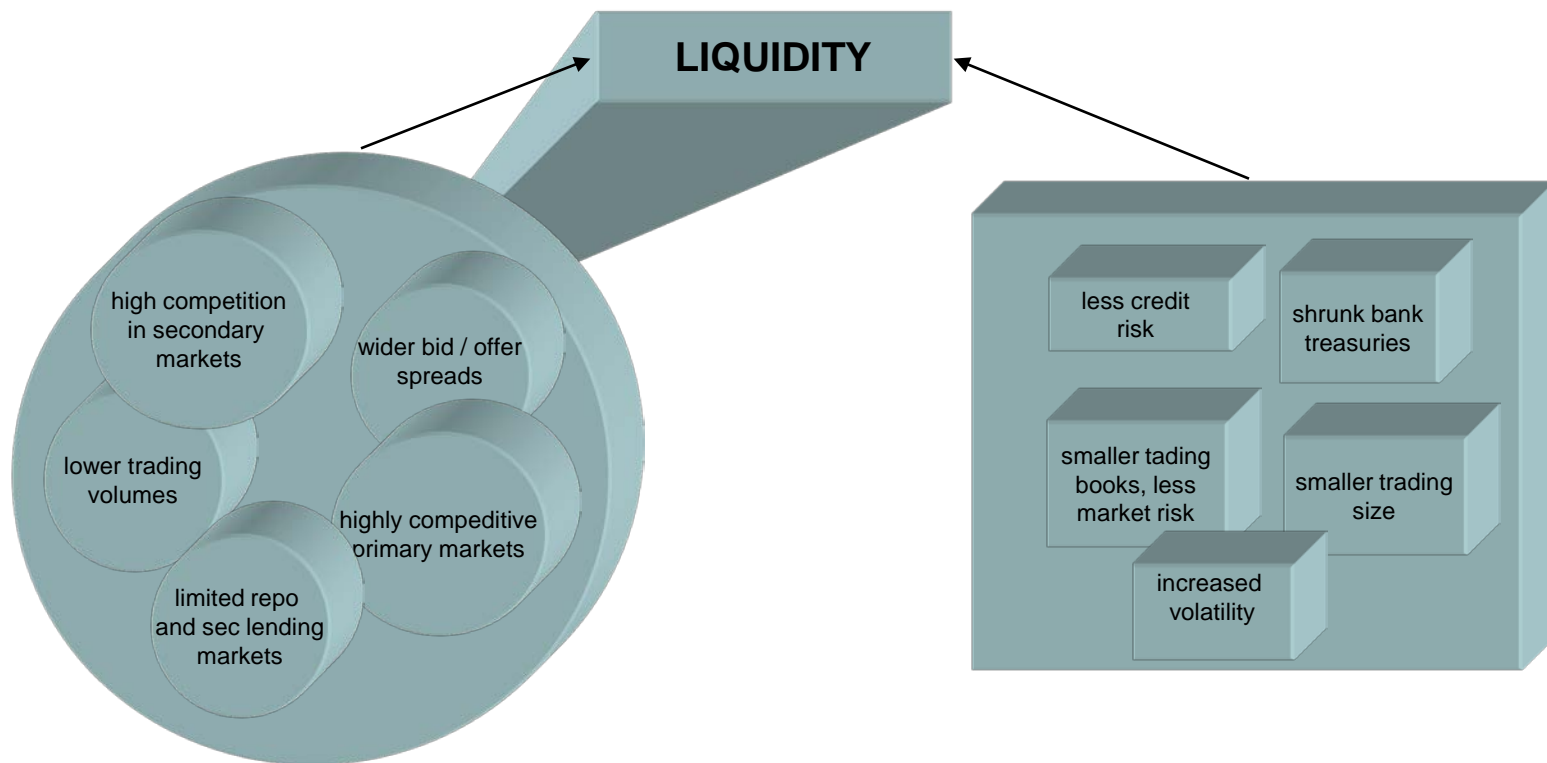 LIQUIDITY
high competition
in secondary
markets
wider bid / offer
spreads
lower trading
volumes
highly compeditive
primary markets
limited repo
and sec lending
markets
less credit
risk
shrunk bank
treasuries
smaller tading
books, less
market risk
smaller trading
size
increased
volatility